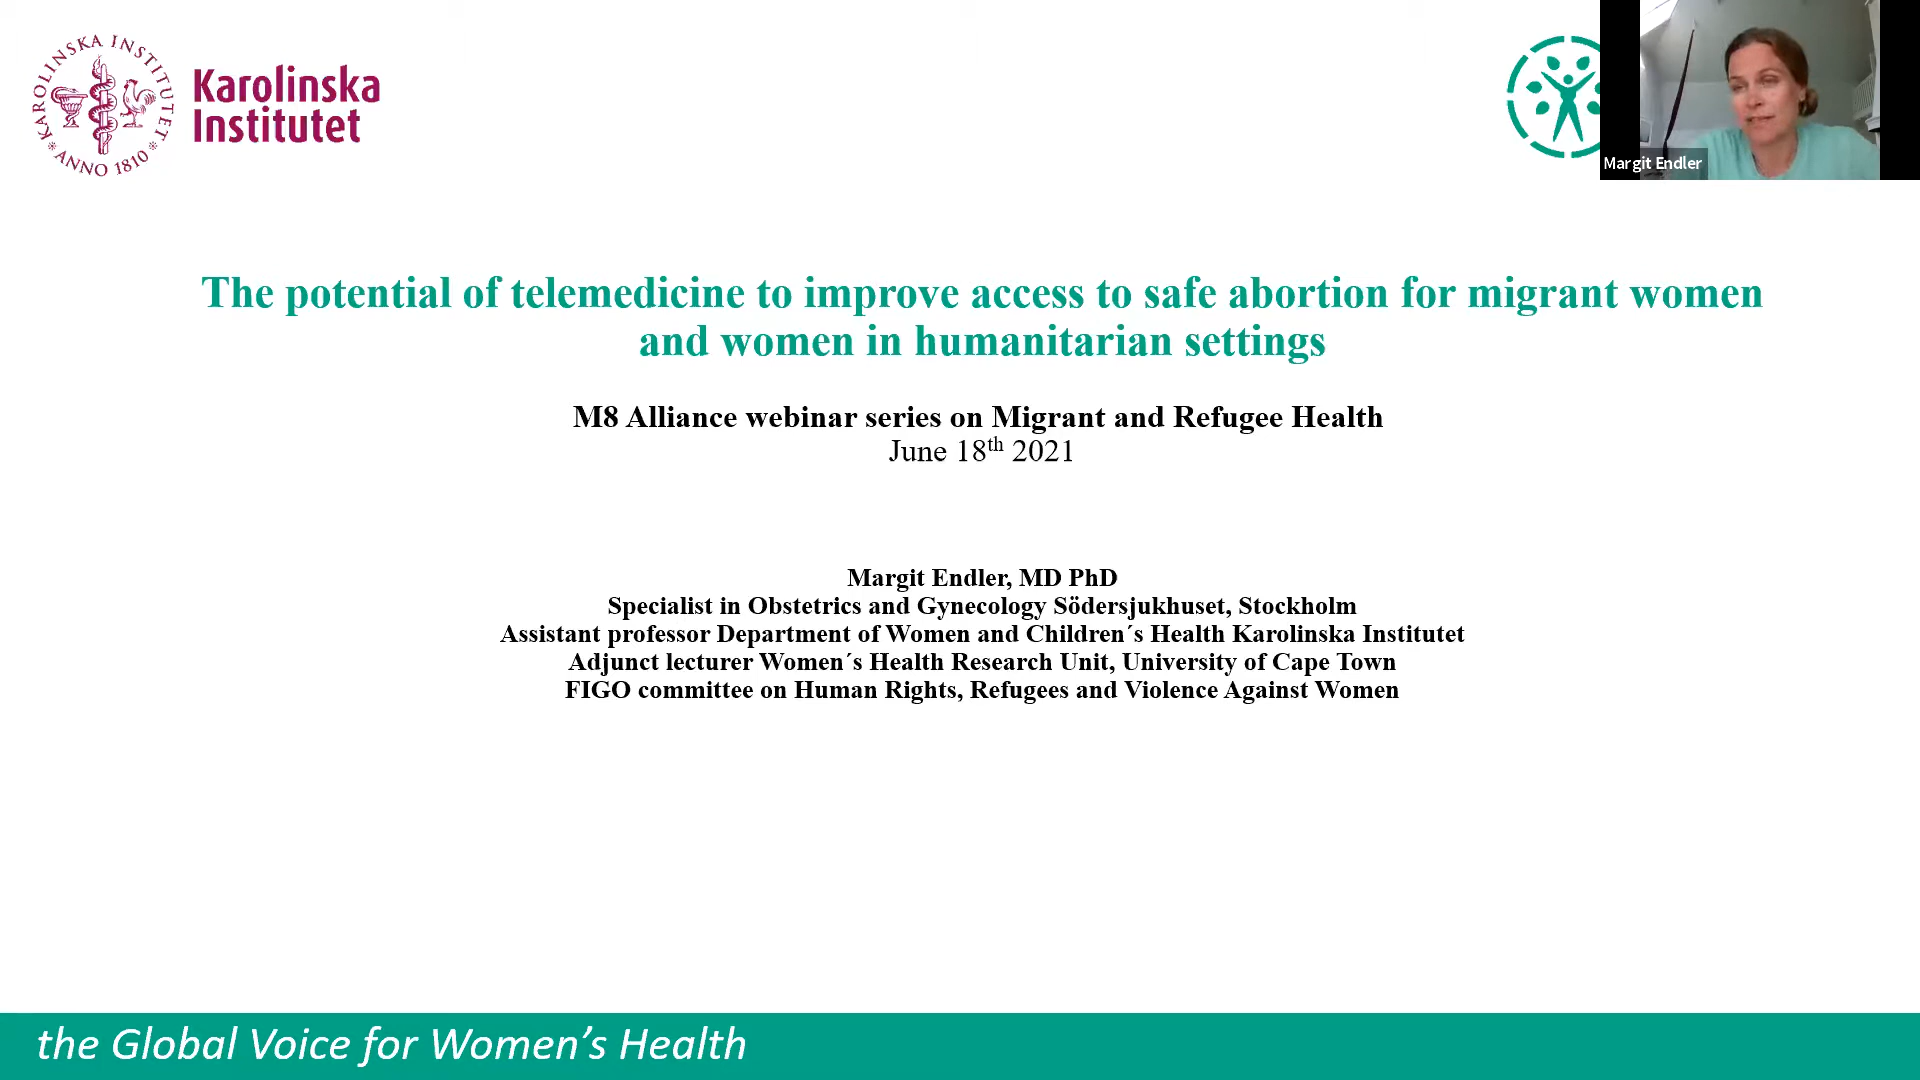 KAROLINSKA INSTITUTET
ANNO 1810
Karolinska
Institutet
Margit Endler
The potential of telemedicine to improve access to safe abortion for migrant women
and women in humanitarian settings
M8 Alliance webinar series on Migrant and Refugee Health
June 18th 2021
Margit Endler, MD PhD
Specialist in Obstetrics and Gynecology Södersjukhuset, Stockholm
Assistant professor Department of Women and Children´s Health Karolinska Institutet
Adjunct lecturer Women´s Health Research Unit, University of Cape Town
FIGO committee on Human Rights, Refugees and Violence Against Women
the Global Voice for Women’s Health